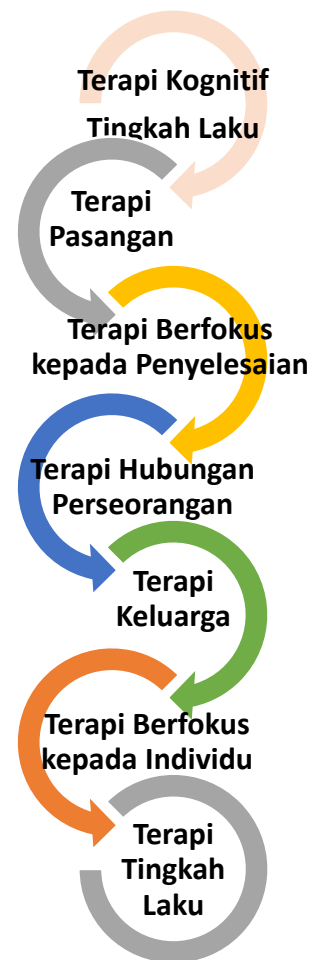 Terapi Kognitif
Tingkah Laku
Terapi
Pasangan
Terapi Berfokus
kepada Penyelesaian
Terapi Hubungan
Perseorangan
Terapi
Keluarga
Terapi Berfokus
kepada Individu
Terapi
Tingkah
Laku